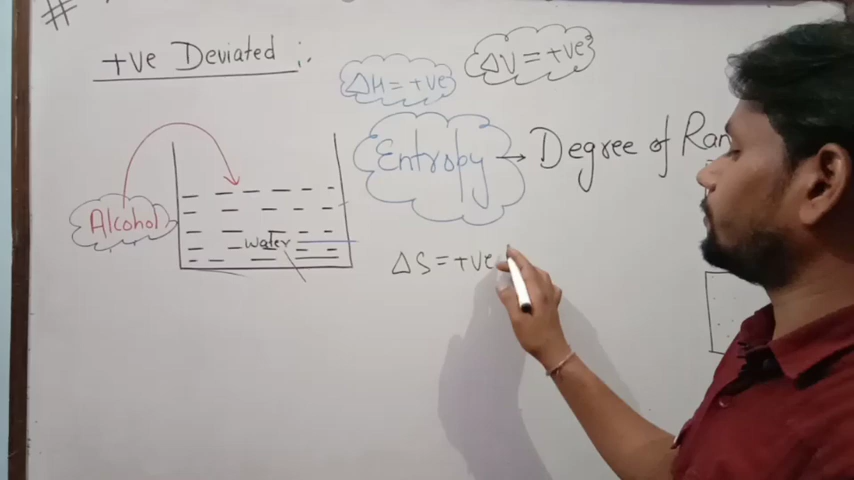 #
+ve Deviated :-
ΔH = +ve
ΔV = +ve
Entropy → Degree of Ran
Alcohol
water
ΔS = +ve